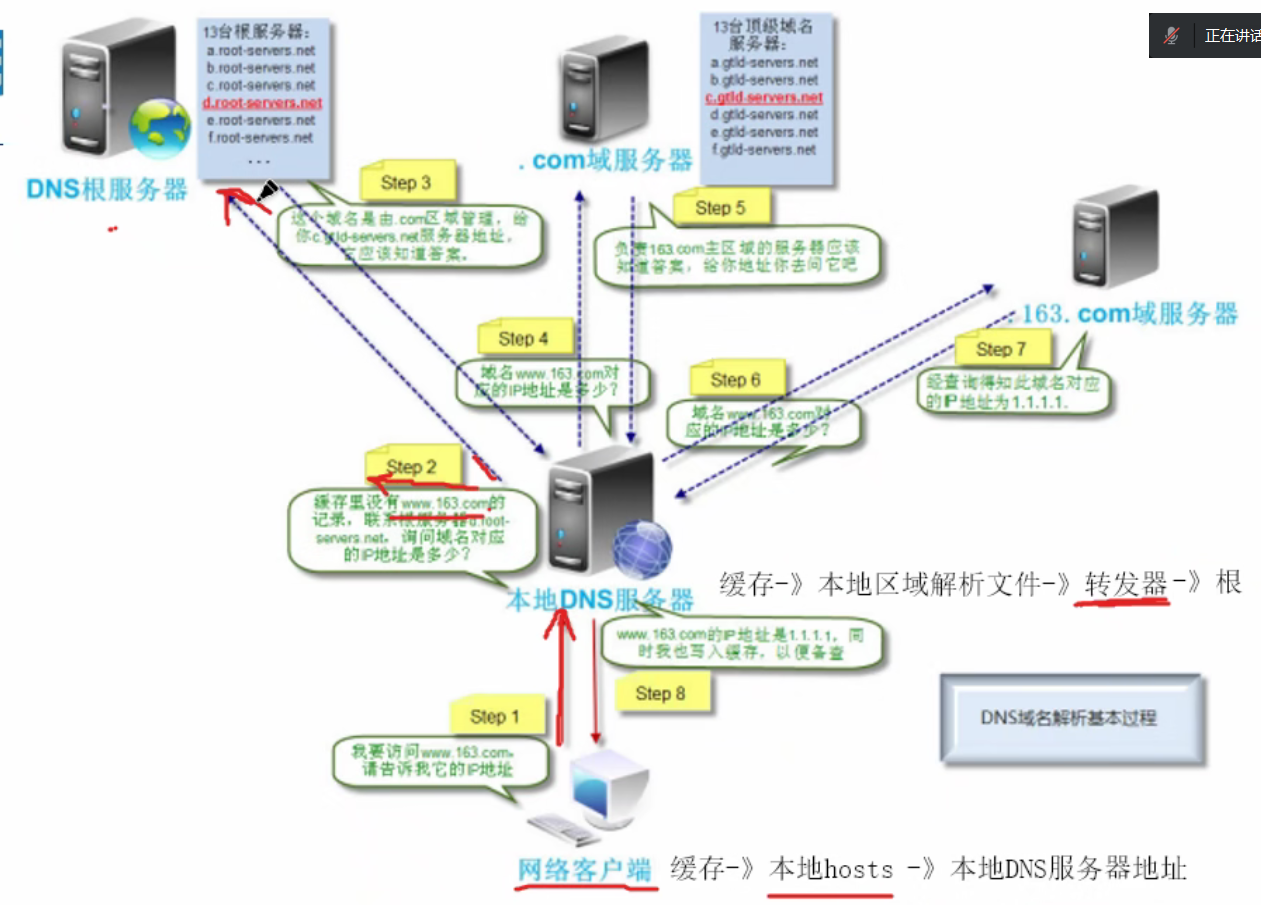 13台根服务器：
a.root-servers.net
b.root-servers.net
c.root-servers.net
d.root-servers.net
e.root-servers.net
f.root-servers.net
...
DNS根服务器
13台顶级域名
服务器：
a.gtld-servers.net
b.gtld-servers.net
c.gtld-servers.net
d.gtld-servers.net
e.gtld-servers.net
f.gtld-servers.net
.com域服务器
正在讲话
Step 3
这个域名是由.com区域管理，给
你c.gtld-servers.net服务器地址，
它应该知道答案。
Step 5
负责163.com主区域的服务器应该
知道答案，给你地址你去问它吧
.163.com域服务器
Step 4
域名www.163.com对
应的IP地址是多少？
Step 6
域名www.163.com对
应的IP地址是多少？
Step 7
经查询得知此域名对应
的IP地址为1.1.1.1.
Step 2
缓存里没有www.163.com的
记录，联系根服务器d.root-
servers.net，询问域名对应
的IP地址是多少？
本地DNS服务器
缓存-》本地区域解析文件-》转发器-》根
www.163.com的IP地址是1.1.1.1，同
时我也写入缓存，以便备查
Step 8
Step 1
我要访问www.163.com，
请告诉我它的IP地址
DNS域名解析基本过程
网络客户端
缓存-》本地hosts -》本地DNS服务器地址